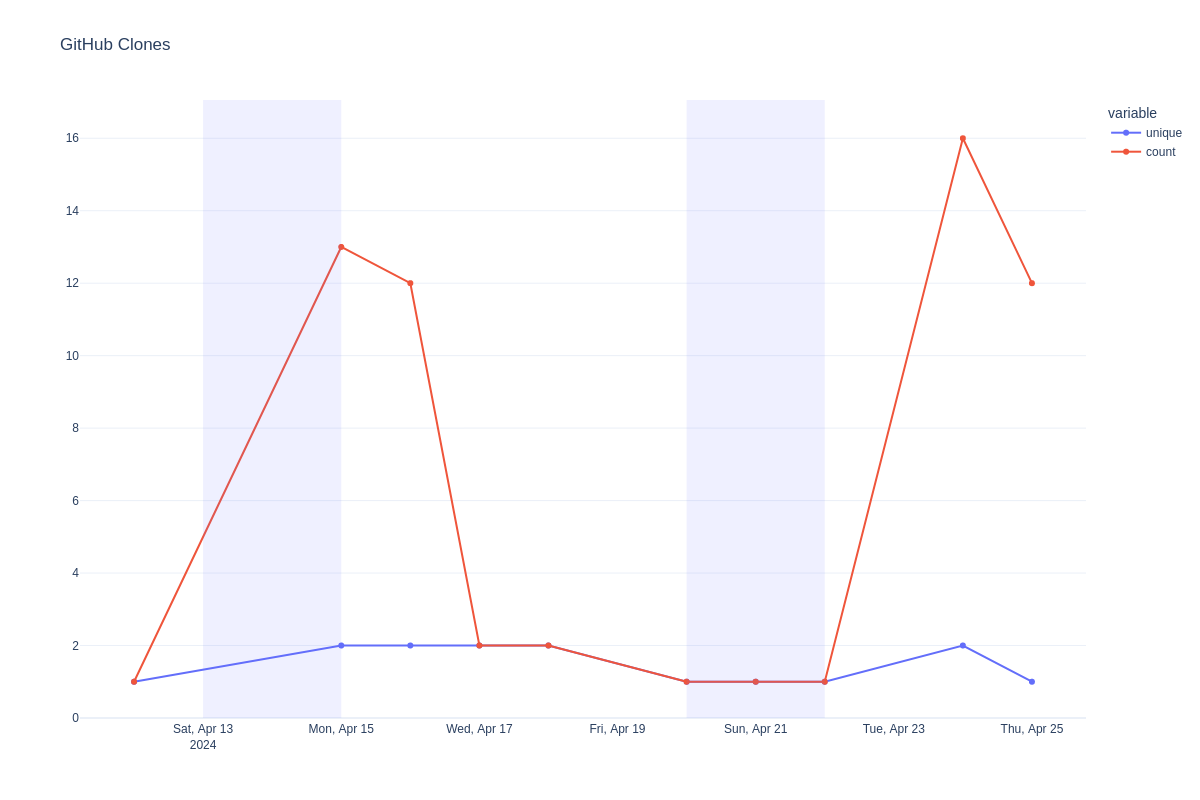 GitHub Clones
variable
unique
count
16
14
12
10
8
6
4
2
0
Sat, Apr 13
2024
Mon, Apr 15
Wed, Apr 17
Fri, Apr 19
Sun, Apr 21
Tue, Apr 23
Thu, Apr 25